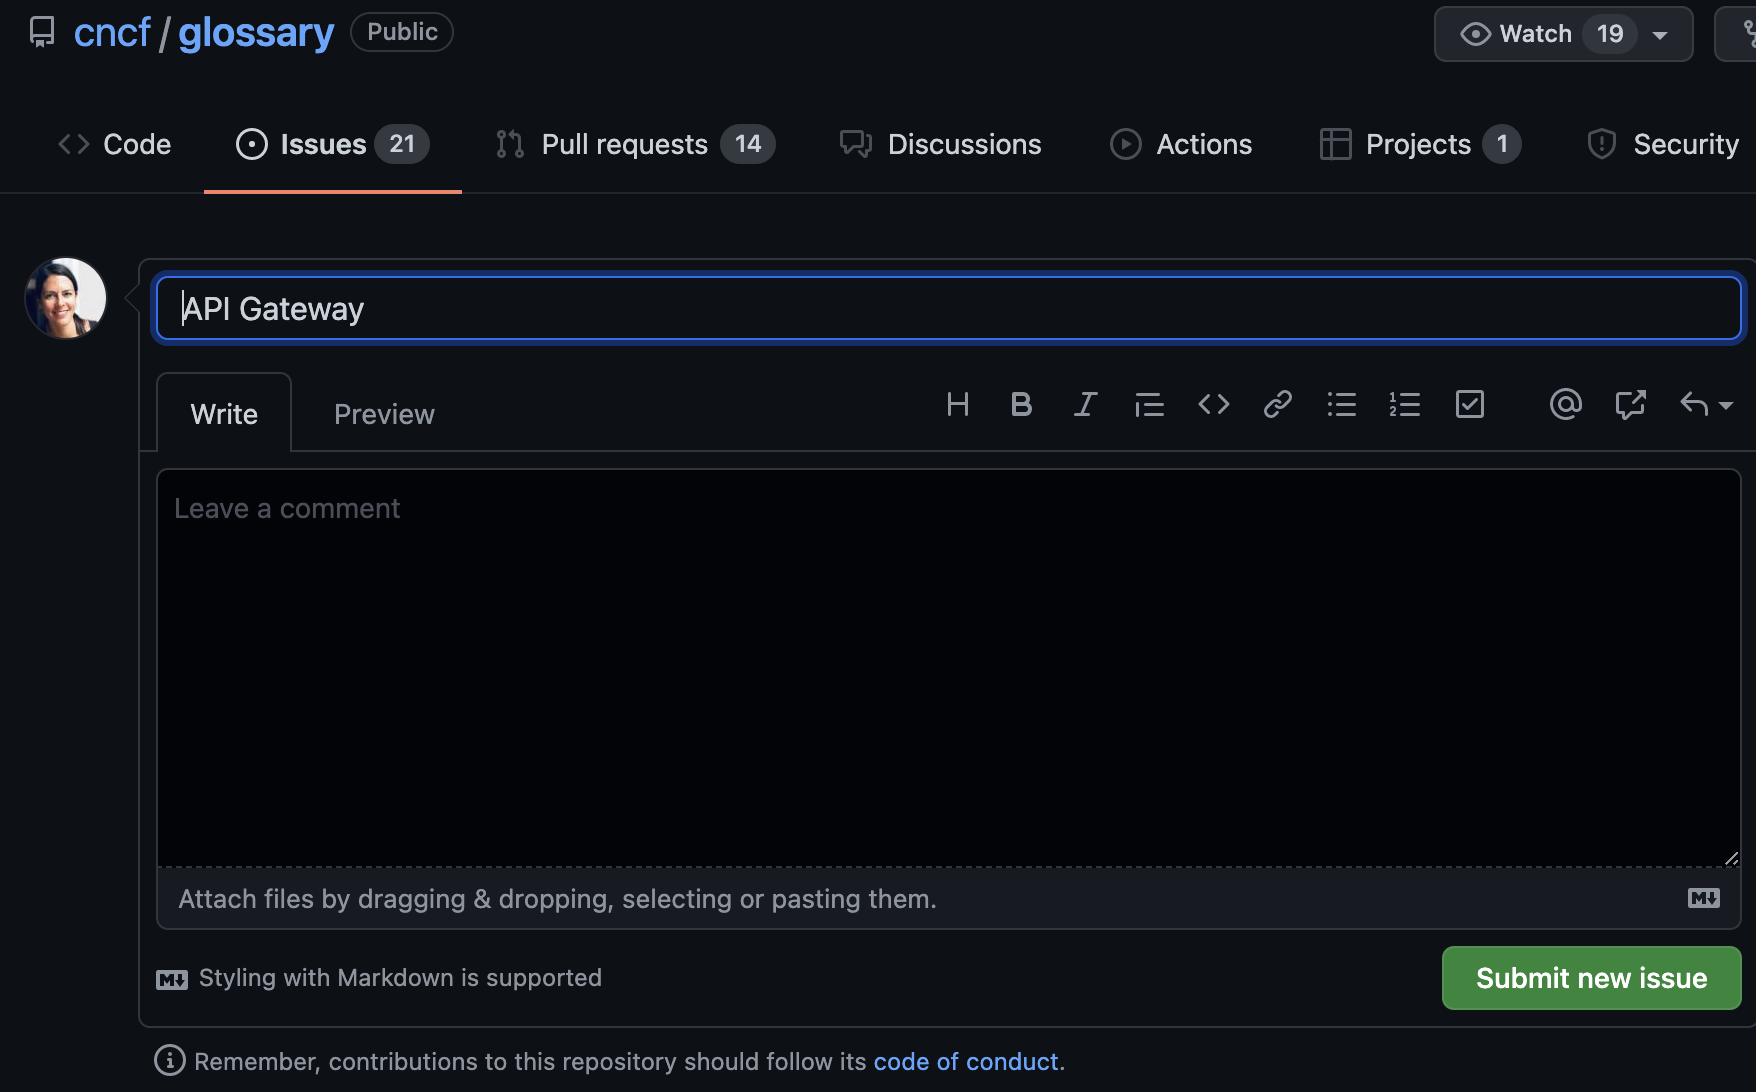 cncf / glossary Public
Watch 19
Code Issues 21 Pull requests 14 Discussions Actions Projects 1 Security
API Gateway
Write Preview
Leave a comment
Attach files by dragging & dropping, selecting or pasting them.
Styling with Markdown is supported
Submit new issue
Remember, contributions to this repository should follow its code of conduct.